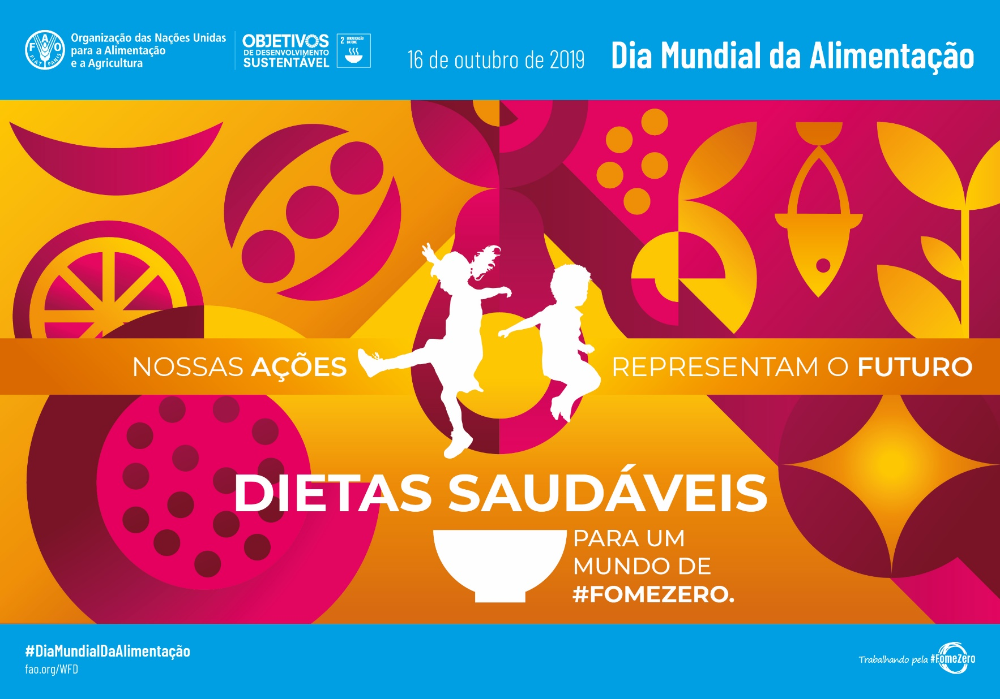 FAO
FIAT PANIS
Organização das Nações Unidas
para a Alimentação
e a Agricultura
OBJETIVOS
DE DESENVOLVIMENTO
SUSTENTÁVEL
2 ERRADICAÇÃO
DA FOME
16 de outubro de 2019
Dia Mundial da Alimentação
NOSSAS AÇÕES
REPRESENTAM O FUTURO
DIETAS SAUDÁVEIS
PARA UM
MUNDO DE
#FOMEZERO.
#DiaMundialDaAlimentação
fao.org/WFD
Trabalhando pela #FomeZero